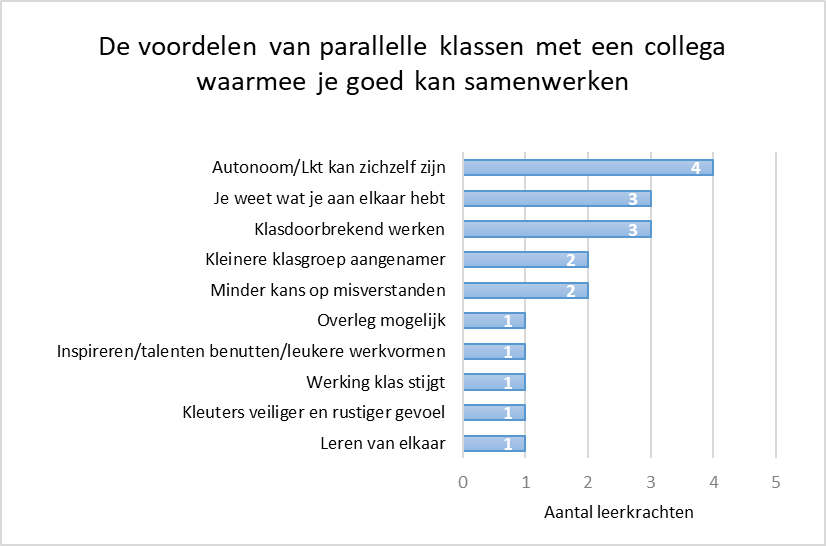 De voordelen van parallelle klassen met een collega
waarmee je goed kan samenwerken
Autonoom/Lkt kan zichzelf zijn 4
Je weet wat je aan elkaar hebt 3
Klasdoorbrekend werken 3
Kleinere klasgroep aangenamer 2
Minder kans op misverstanden 2
Overleg mogelijk 1
Inspireren/talenten benutten/leukere werkvormen 1
Werking klas stijgt 1
Kleuters veiliger en rustiger gevoel 1
Leren van elkaar 1
0 1 2 3 4 5
Aantal leerkrachten